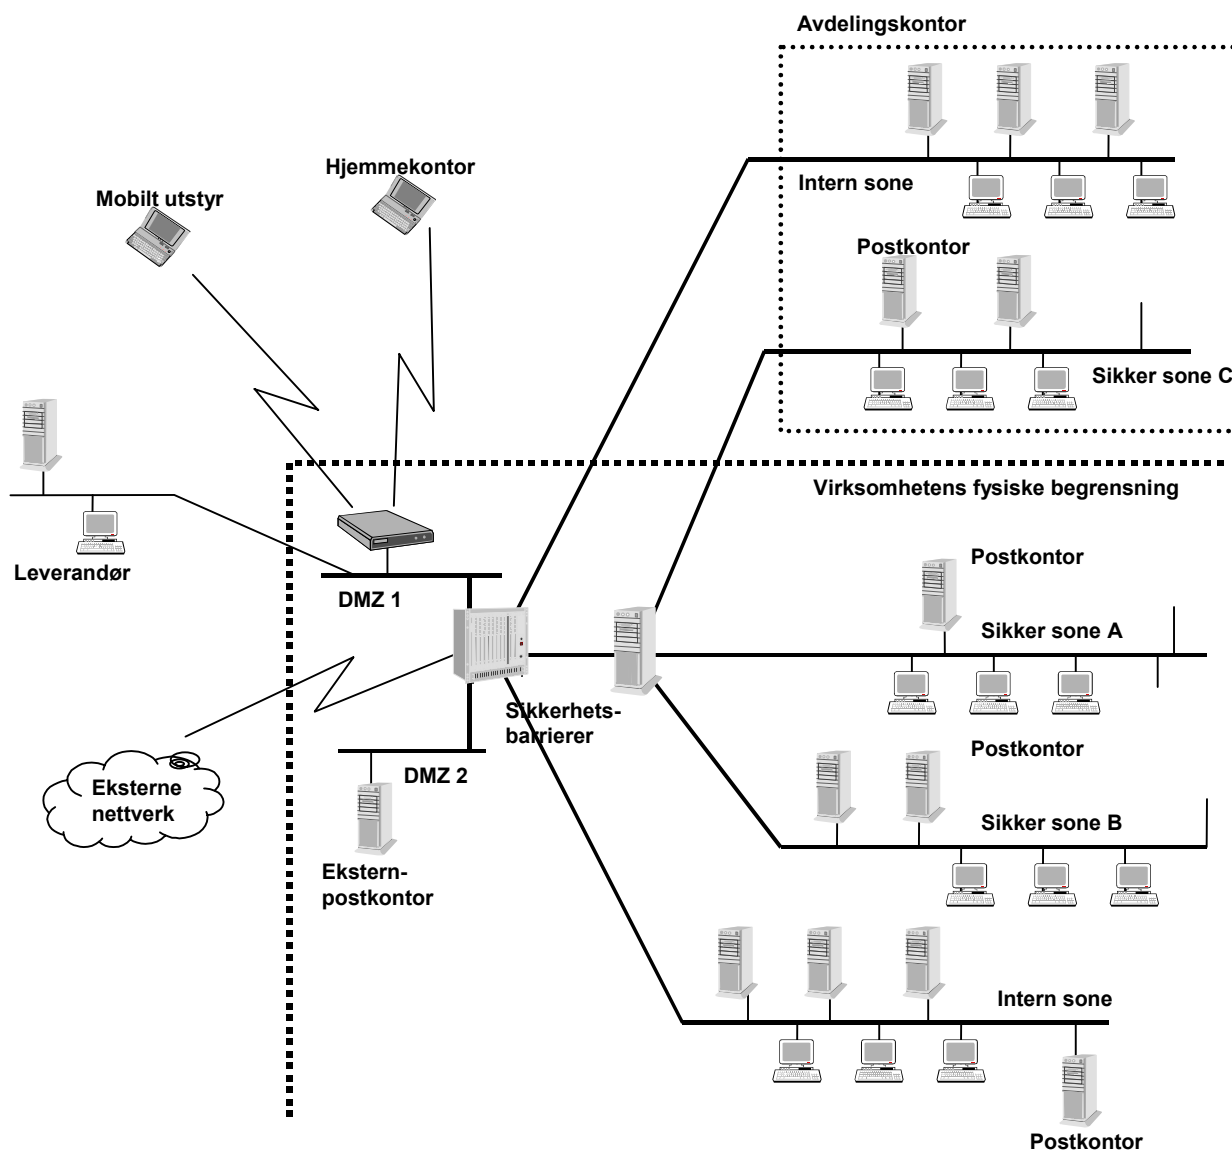 Avdelingskontor
Hjemmekontor
Mobilt utstyr
Intern sone
Postkontor
Sikker sone C
Virksomhetens fysiske begrensning
Leverandør
DMZ 1
Postkontor
Sikker sone A
Sikkerhets-
barrierer
Postkontor
DMZ 2
Eksterne
nettverk
Sikker sone B
Ekstern-
postkontor
Intern sone
Postkontor